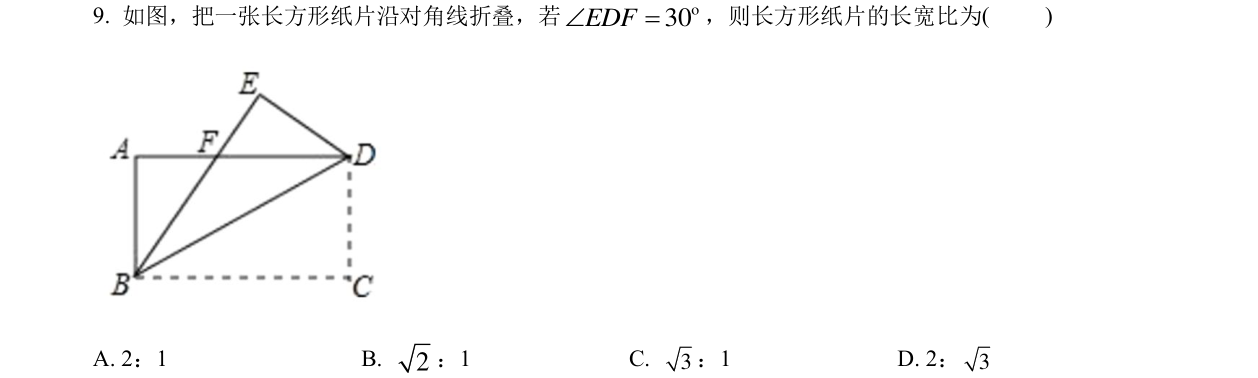 9. 如图，把一张长方形纸片沿对角线折叠，若∠EDF=30°，则长方形纸片的长宽比为(　　)
E
A F D
B C
A. 2：1 B. √2：1 C. √3：1 D. 2：√3